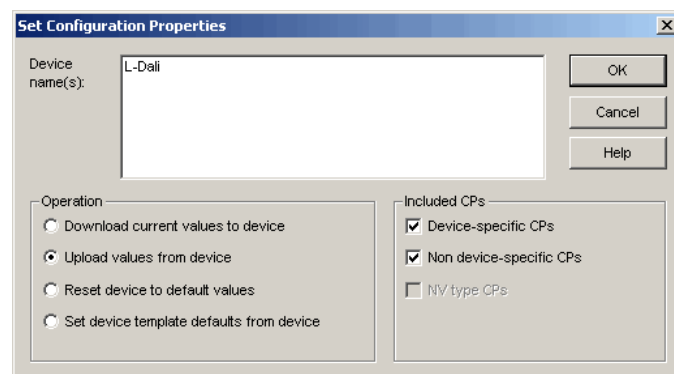 Set Configuration Properties
Device name(s):
L-Dali
OK
Cancel
Help
Operation
Download current values to device
Upload values from device
Reset device to default values
Set device template defaults from device
Included CPs
Device-specific CPs
Non device-specific CPs
NV type CPs